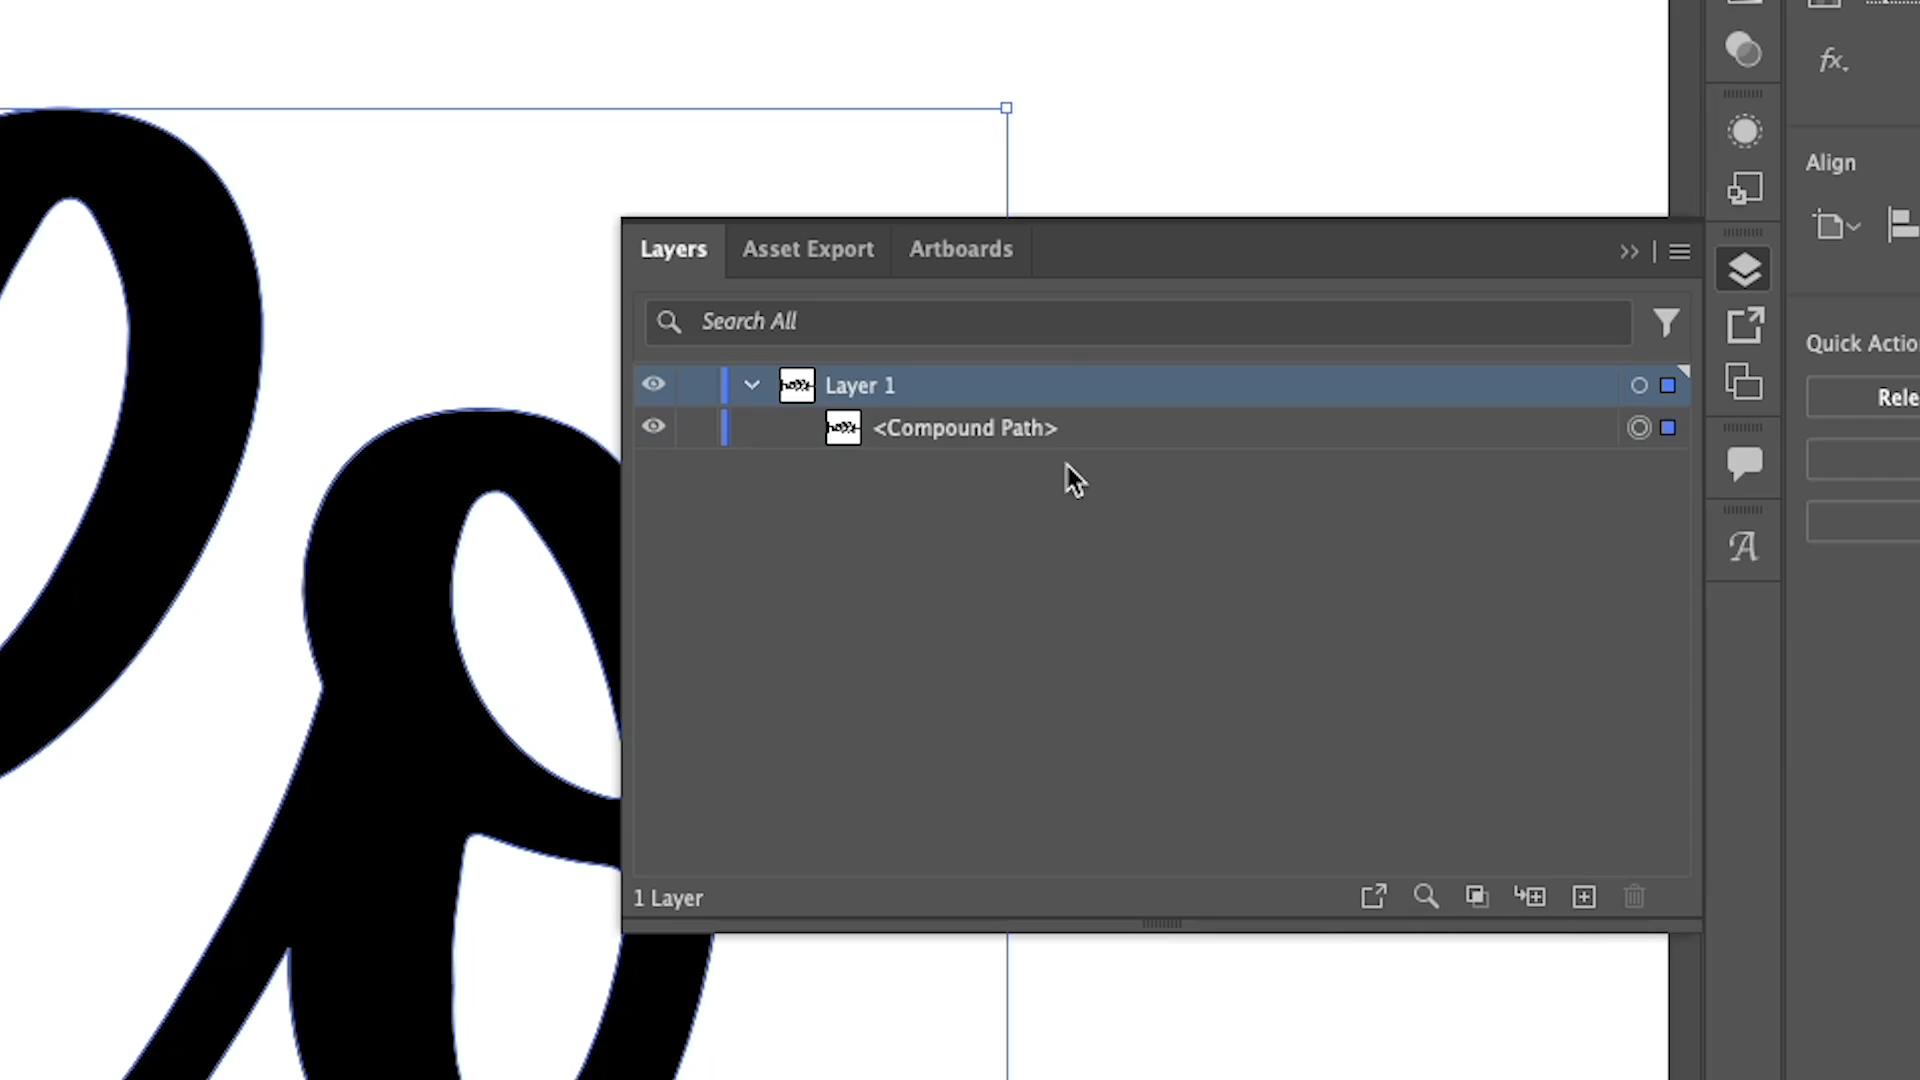 Layers Asset Export Artboards
Search All
Layer 1
<Compound Path>
1 Layer
fx.
Align
Quick Actio
Rele
A